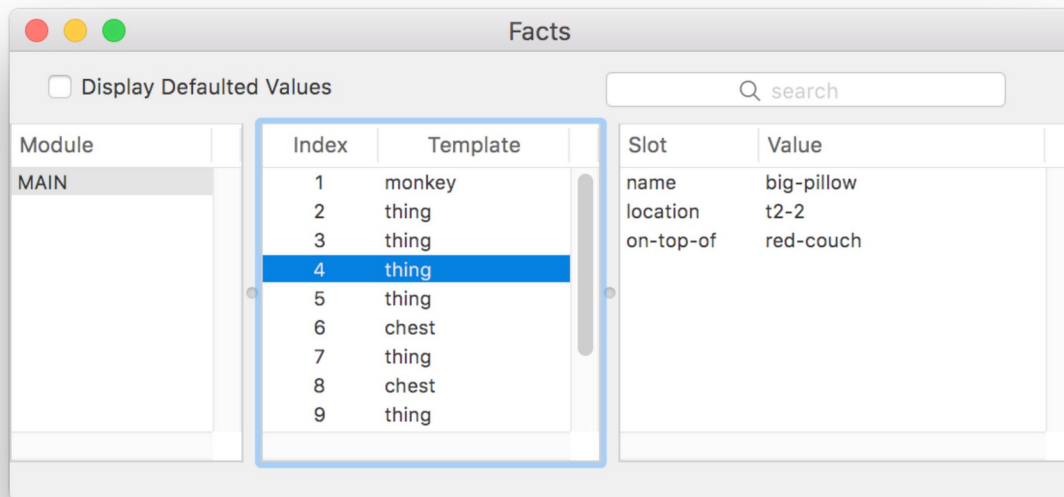 Facts
Display Defaulted Values
search
Module
MAIN
Index Template
1 monkey
2 thing
3 thing
4 thing
5 thing
6 chest
7 thing
8 chest
9 thing
Slot Value
name big-pillow
location t2-2
on-top-of red-couch